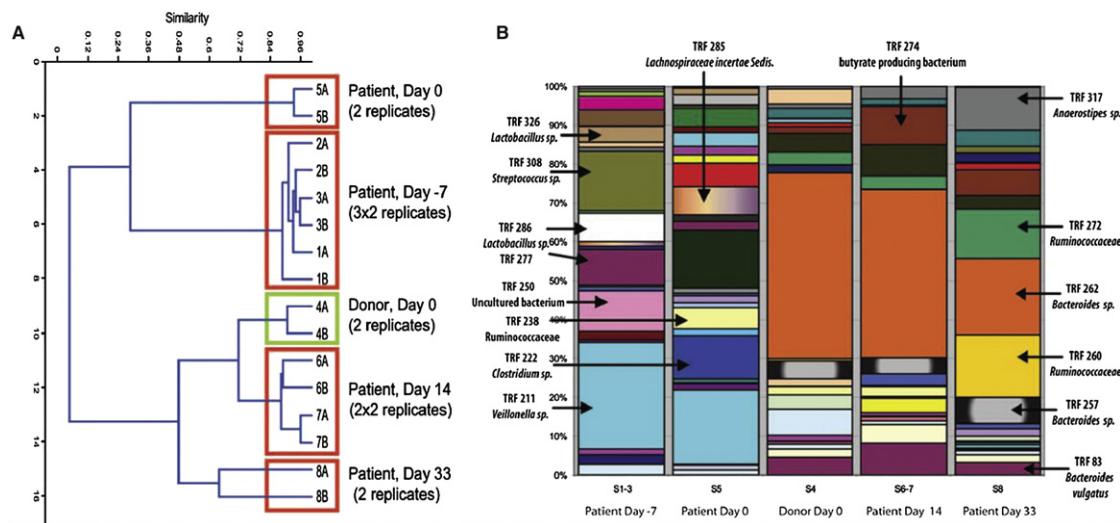 A
Similarity
0
0.12
0.24
0.36
0.48
0.6
0.72
0.84
0.96
0
2
4
6
8
10
12
14
16
5A
5B
Patient, Day 0
(2 replicates)
2A
2B
3A
3B
1A
1B
Patient, Day -7
(3x2 replicates)
4A
4B
Donor, Day 0
(2 replicates)
6A
6B
7A
7B
Patient, Day 14
(2x2 replicates)
8A
8B
Patient, Day 33
(2 replicates)
B
TRF 285
Lachnospiraceae incertae Sedis.
TRF 274
butyrate producing bacterium
TRF 326
Lactobacillus sp.
TRF 308
Streptococcus sp.
TRF 286
Lactobacillus sp.
TRF 277
TRF 250
Uncultured bacterium
TRF 238
Ruminococcaceae
TRF 222
Clostridium sp.
TRF 211
Veillonella sp.
100%
90%
80%
70%
60%
50%
40%
30%
20%
10%
0%
TRF 317
Anaerostipes sp.
TRF 272
Ruminococcaceae
TRF 262
Bacteroides sp.
TRF 260
Ruminococcaceae
TRF 257
Bacteroides sp.
TRF 83
Bacteroides
vulgatus
S1-3
S5
S4
S6-7
S8
Patient Day -7
Patient Day 0
Donor Day 0
Patient Day 14
Patient Day 33